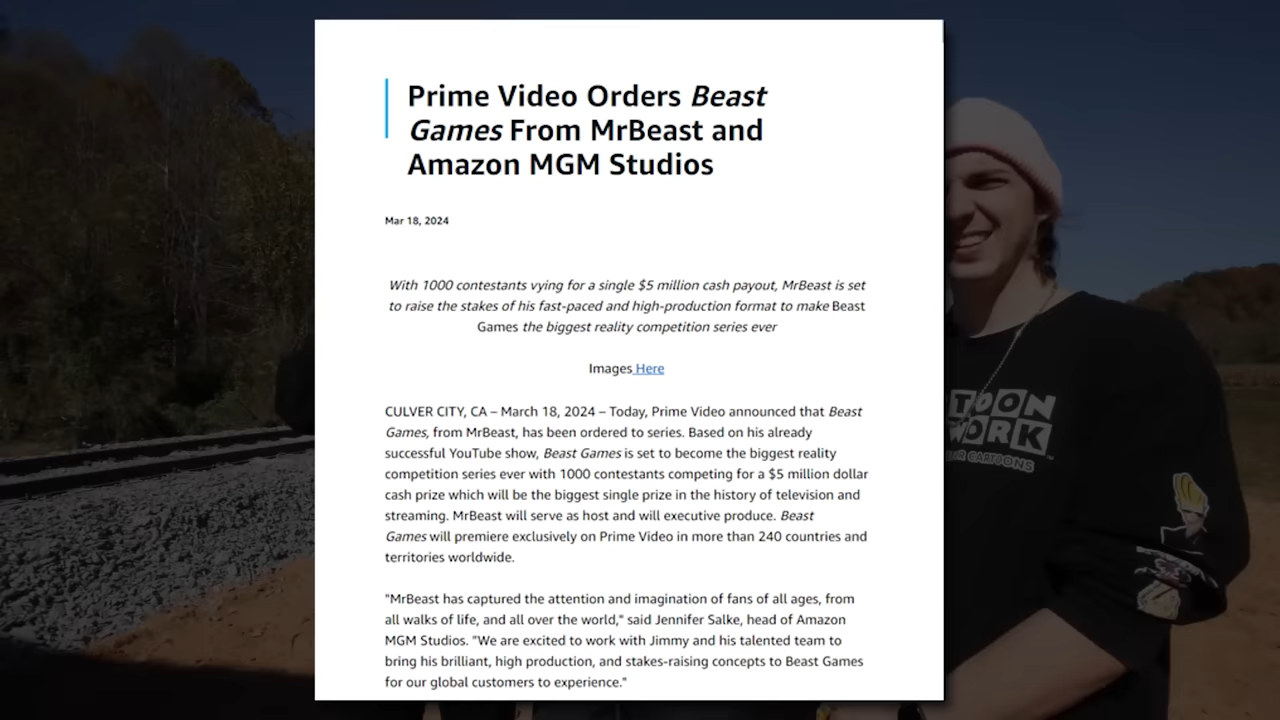 Prime Video Orders Beast
Games From MrBeast and
Amazon MGM Studios
Mar 18, 2024
With 1000 contestants vying for a single $5 million cash payout, MrBeast is set
to raise the stakes of his fast-paced and high-production format to make Beast
Games the biggest reality competition series ever
Images Here
CULVER CITY, CA – March 18, 2024 – Today, Prime Video announced that Beast
Games, from MrBeast, has been ordered to series. Based on his already
successful YouTube show, Beast Games is set to become the biggest reality
competition series ever with 1000 contestants competing for a $5 million dollar
cash prize which will be the biggest single prize in the history of television and
streaming. MrBeast will serve as host and will executive produce. Beast
Games will premiere exclusively on Prime Video in more than 240 countries and
territories worldwide.
"MrBeast has captured the attention and imagination of fans of all ages, from
all walks of life, and all over the world," said Jennifer Salke, head of Amazon
MGM Studios. "We are excited to work with Jimmy and his talented team to
bring his brilliant, high production, and stakes-raising concepts to Beast Games
for our global customers to experience."
TOON
WORK
CARTOONS